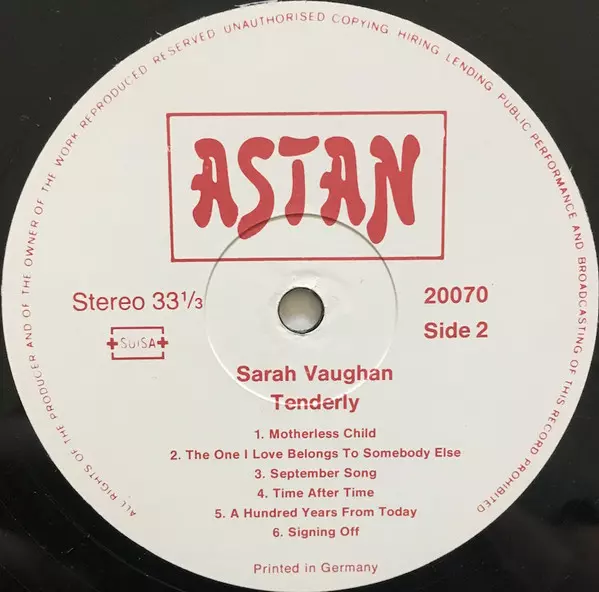 ALL RIGHTS OF THE PRODUCER AND OF THE OWNER OF THE WORK REPRODUCED RESERVED UNAUTHORISED COPYING HIRING LENDING PUBLIC PERFORMANCE AND BROADCASTING OF THIS RECORD PROHIBITED
ASTAN
Stereo 33⅓
20070
SUISA
Side 2
Sarah Vaughan
Tenderly
1. Motherless Child
2. The One I Love Belongs To Somebody Else
3. September Song
4. Time After Time
5. A Hundred Years From Today
6. Signing Off
Printed in Germany